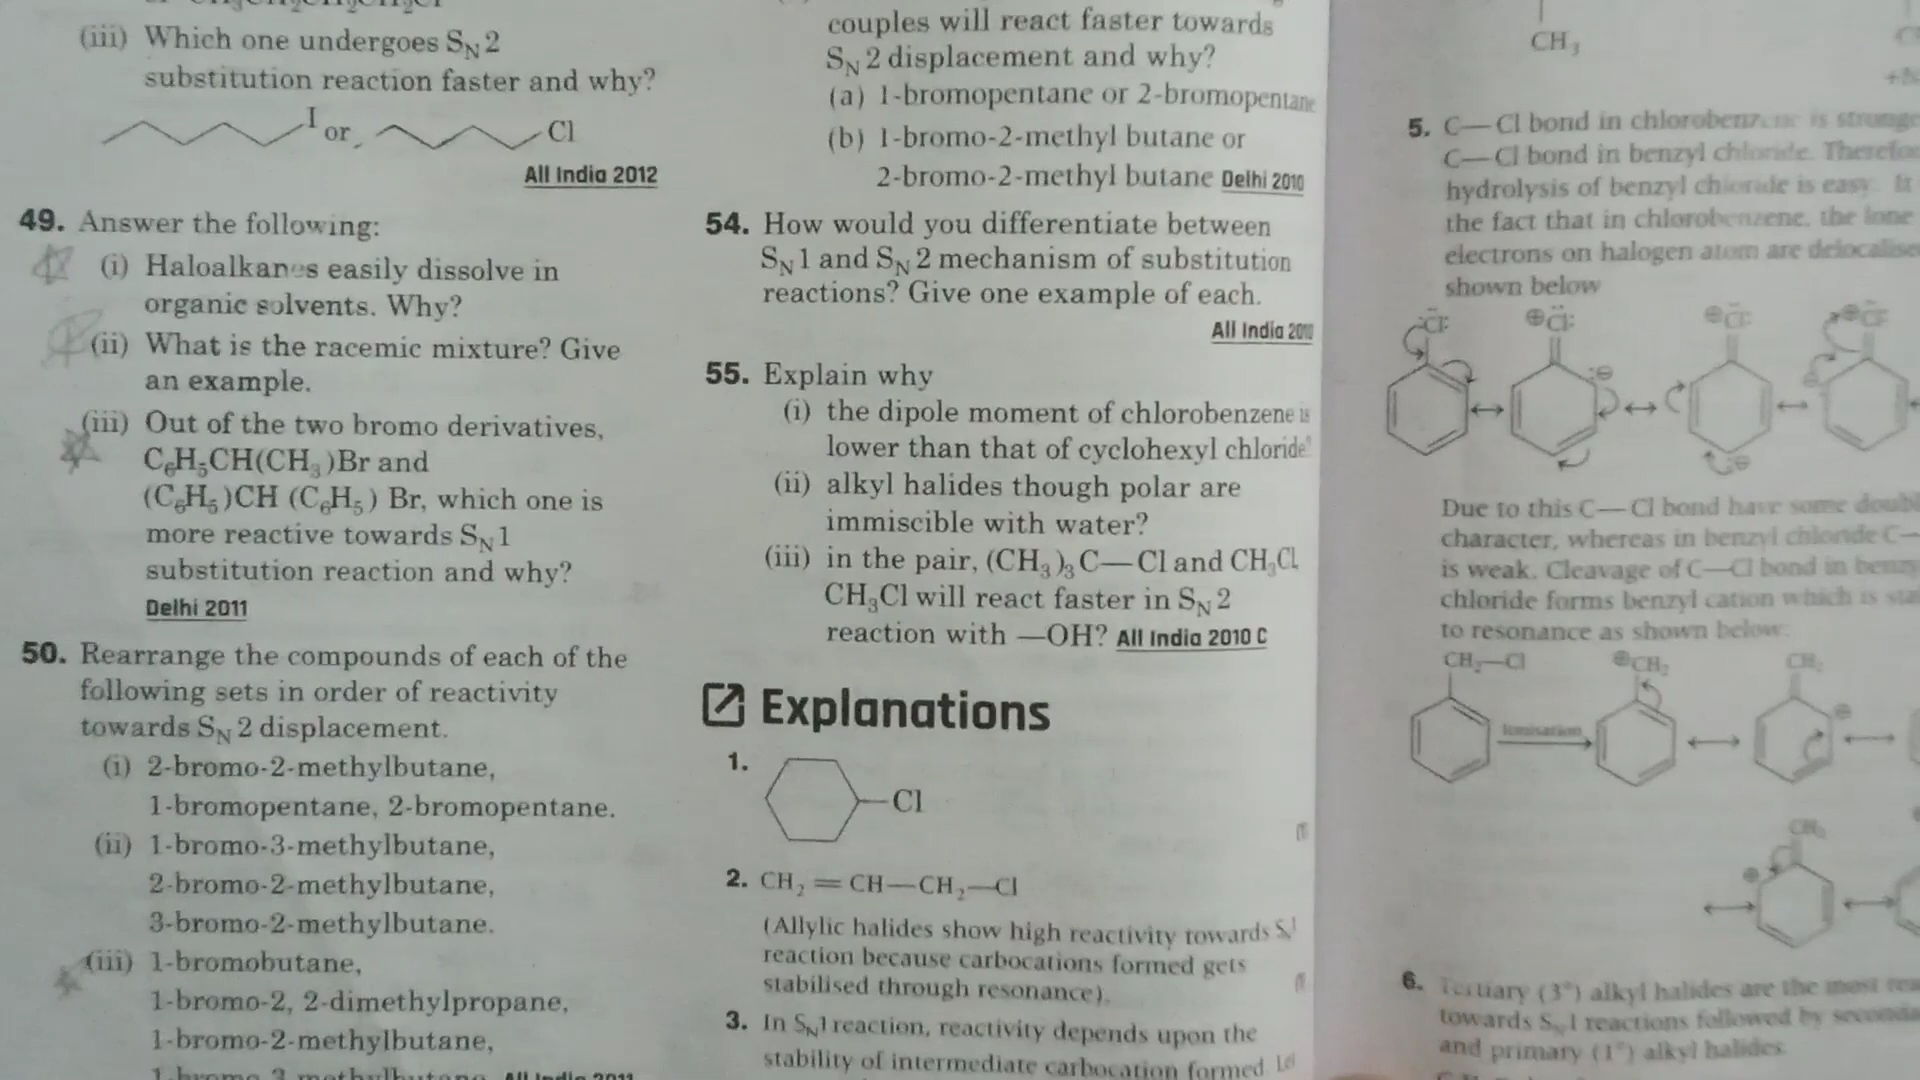 (iii) Which one undergoes SN2
substitution reaction faster and why?
I or Cl
All India 2012
49. Answer the following:
(i) Haloalkanes easily dissolve in
organic solvents. Why?
(ii) What is the racemic mixture? Give
an example.
(iii) Out of the two bromo derivatives,
C6H5CH(CH3)Br and
(C6H5)CH (C6H5) Br, which one is
more reactive towards SN1
substitution reaction and why?
Delhi 2011
50. Rearrange the compounds of each of the
following sets in order of reactivity
towards SN2 displacement.
(i) 2-bromo-2-methylbutane,
1-bromopentane, 2-bromopentane.
(ii) 1-bromo-3-methylbutane,
2-bromo-2-methylbutane,
3-bromo-2-methylbutane.
(iii) 1-bromobutane,
1-bromo-2, 2-dimethylpropane,
1-bromo-2-methylbutane,
couples will react faster towards
SN2 displacement and why?
(a) 1-bromopentane or 2-bromopentane
(b) 1-bromo-2-methyl butane or
2-bromo-2-methyl butane Delhi 2010
54. How would you differentiate between
SN1 and SN2 mechanism of substitution
reactions? Give one example of each.
All India 2010
55. Explain why
(i) the dipole moment of chlorobenzene is
lower than that of cyclohexyl chloride?
(ii) alkyl halides though polar are
immiscible with water?
(iii) in the pair, (CH3)3C—Cl and CH3Cl,
CH3Cl will react faster in SN2
reaction with —OH? All India 2010 C
Explanations
1. —Cl
2. CH2=CH—CH2—Cl
(Allylic halides show high reactivity towards SN1
reaction because carbocations formed gets
stabilised through resonance).
3. In SN1 reaction, reactivity depends upon the
stability of intermediate carbocation formed.
CH3
5. C—Cl bond in chlorobenzene is
C—Cl bond in benzyl chloride.
hydrolysis of benzyl chloride is easy. It
the fact that in chlorobenzene, the lone
electrons on halogen atom are
shown below
Due to this C—Cl bond have some
character, whereas in benzyl chloride C—
is weak. Cleavage of C—Cl bond in
chloride forms benzyl cation which is
to resonance as shown below:
CH2—Cl ⊕CH2 CH2
Ionisation
CH2
6. Tertiary (3°) alkyl halides are the most
towards SN1 reactions followed by
and primary (1°) alkyl halides